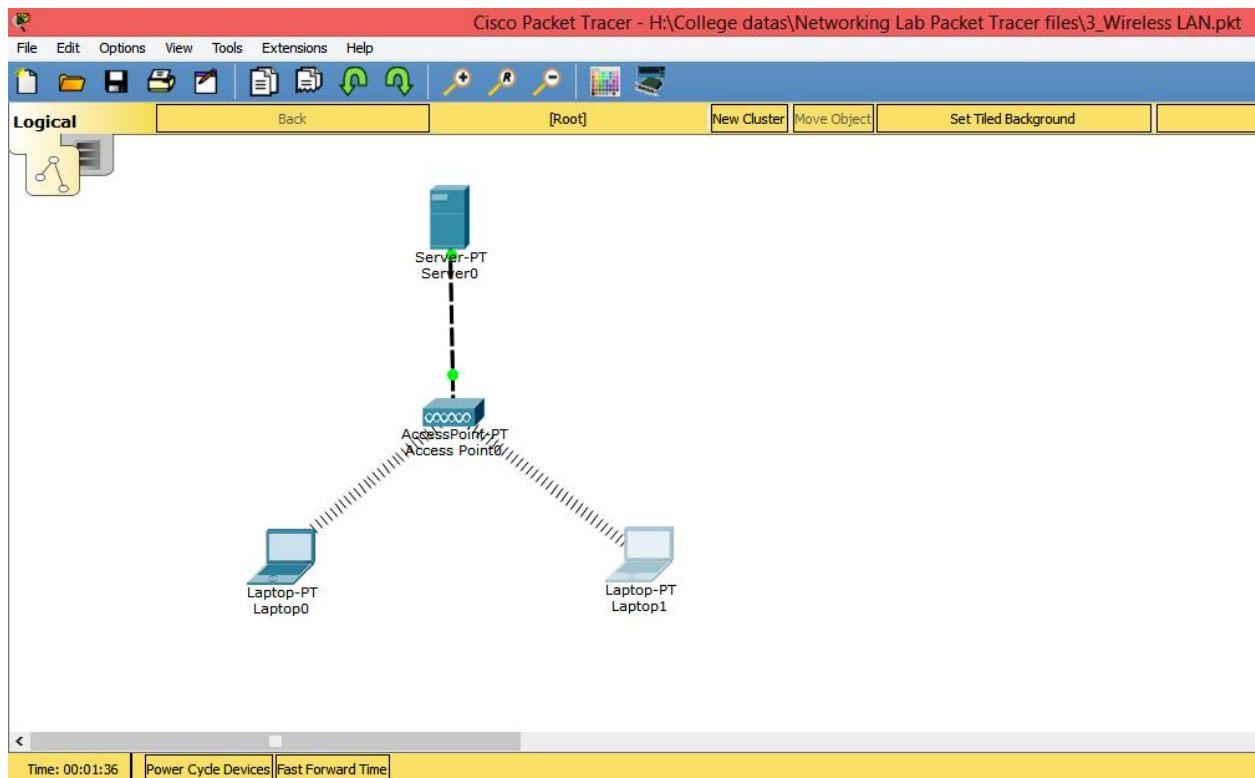 Cisco Packet Tracer - H:\College datas\Networking Lab Packet Tracer files\3_Wireless LAN.pkt
File Edit Options View Tools Extensions Help
R
Logical Back [Root] New Cluster Move Object Set Tiled Background
Server-PT
Server0
AccessPoint-PT
Access Point0
Laptop-PT
Laptop0
Laptop-PT
Laptop1
Time: 00:01:36 Power Cycle Devices Fast Forward Time